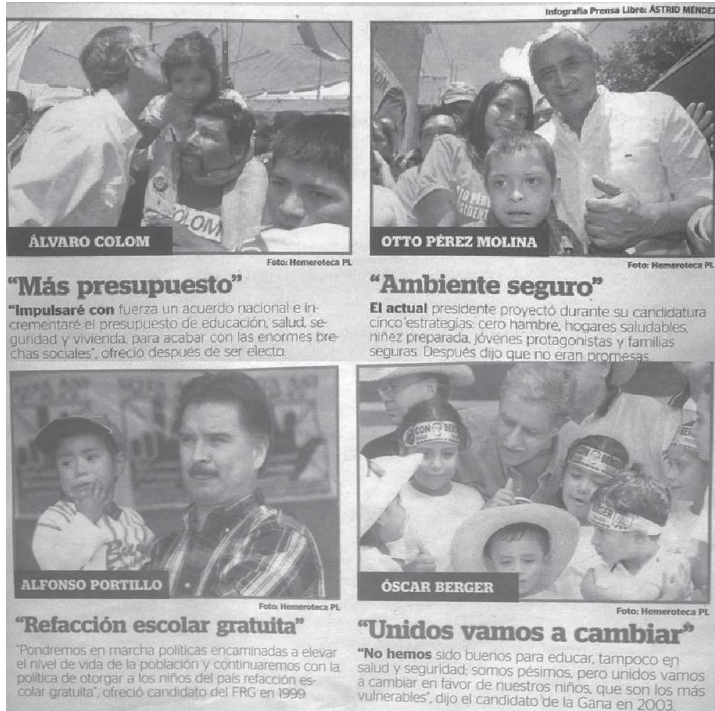 Infografía Prensa Libre: ÁSTRID MÉNDEZ
COLOM
ÁLVARO COLOM
Foto: Hemeroteca PL
"Más presupuesto"
"Impulsaré con fuerza un acuerdo nacional e in-
crementaré el presupuesto de educación, salud, se-
guridad y vivienda, para acabar con las enormes bre-
chas sociales", ofreció después de ser electo.
OTTO PÉREZ MOLINA
Foto: Hemeroteca PL
"Ambiente seguro"
El actual presidente proyectó durante su candidatura
cinco estrategias: cero hambre, hogares saludables,
niñez preparada, jóvenes protagonistas y familias
seguras. Después dijo que no eran promesas.
ALFONSO PORTILLO
Foto: Hemeroteca PL
"Refacción escolar gratuita"
"Pondremos en marcha políticas encaminadas a elevar
el nivel de vida de la población y continuaremos con la
política de otorgar a los niños del país refacción es-
colar gratuita", ofreció candidato del FRG en 1999.
CON BERGER
ÓSCAR BERGER
Foto: Hemeroteca PL
"Unidos vamos a cambiar"
"No hemos sido buenos para educar, tampoco en
salud y seguridad; somos pésimos, pero unidos vamos
a cambiar en favor de nuestros niños, que son los más
vulnerables", dijo el candidato de la Gana en 2003.